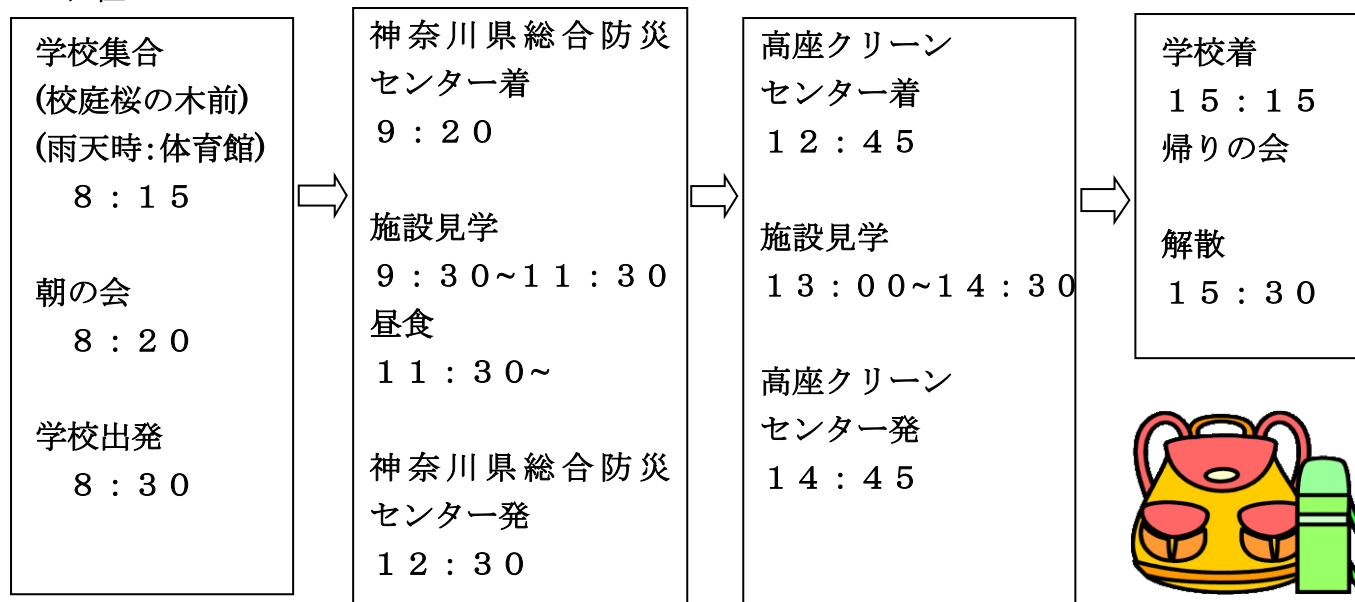 学校集合
(校庭桜の木前)
(雨天時:体育館)
８：１５
朝の会
８：２０
学校出発
８：３０
神奈川県総合防災
センター着
９：２０
施設見学
９：３０~１１：３０
昼食
１１：３０~
神奈川県総合防災
センター発
１２：３０
高座クリーン
センター着
１２：４５
施設見学
１３：００~１４：３０
高座クリーン
センター発
１４：４５
学校着
１５：１５
帰りの会
解散
１５：３０